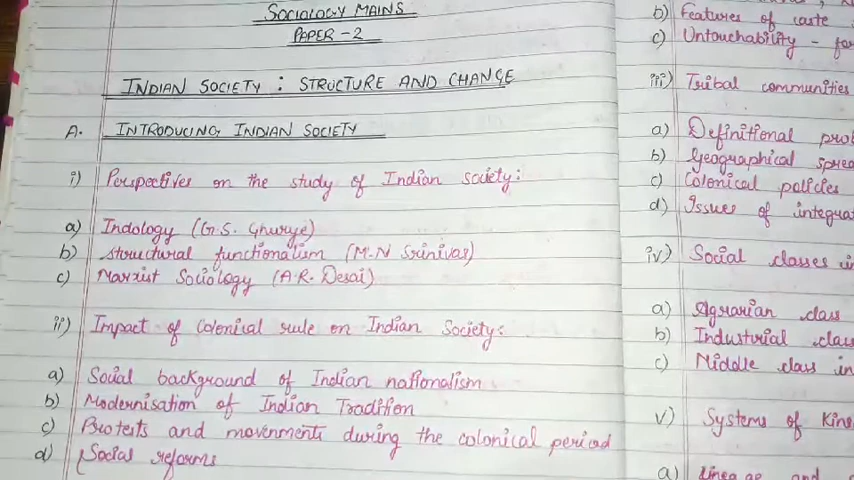 SOCIOLOGY MAINS
PAPER - 2
INDIAN SOCIETY : STRUCTURE AND CHANGE
A. INTRODUCING INDIAN SOCIETY
i) Perspectives on the study of Indian society:
a) Indology (G.S. Ghurye)
b) structural functionalism (M.N Srinivas)
c) Marxist Sociology (A.R. Desai)
ii) Impact of colonial rule on Indian Society:
a) Social background of Indian nationalism
b) Modernisation of Indian Tradition
c) Protests and movements during the colonial period
d) Social reforms
b) Features of caste
c) Untouchability -
iii) Tribal communities
a) Definitional
b) Geographical
c) Colonical policies
d) Issues of
iv) Social classes
a) Agrarian class
b) Industrial
c) Middle class
v) Systems of
a) and